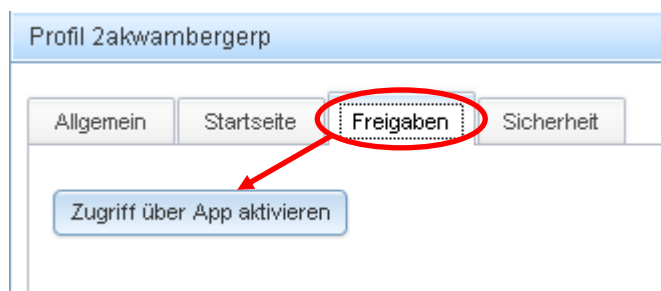 Profil 2akwambergerp
Allgemein Startseite Freigaben Sicherheit
Zugriff über App aktivieren